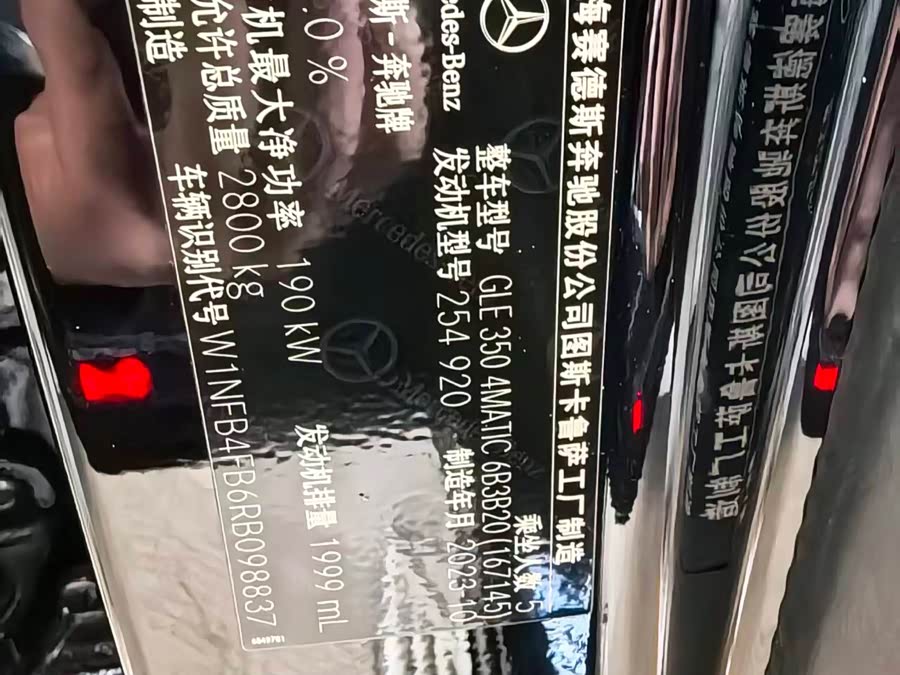 海赛德斯奔驰股份公司图斯卡鲁萨工厂制造
整车型号 GLE 350 4MATIC 6B3B20(167145)
乘坐人数 5
des-Benz
发动机型号 254 920
制造年月 2023-10
斯-奔驰牌
.0%
发动机排量 1999 mL
机最大净功率 190 kW
允许总质量 2800 kg
制造
车辆识别代号 W1NFB4FB6RB098837